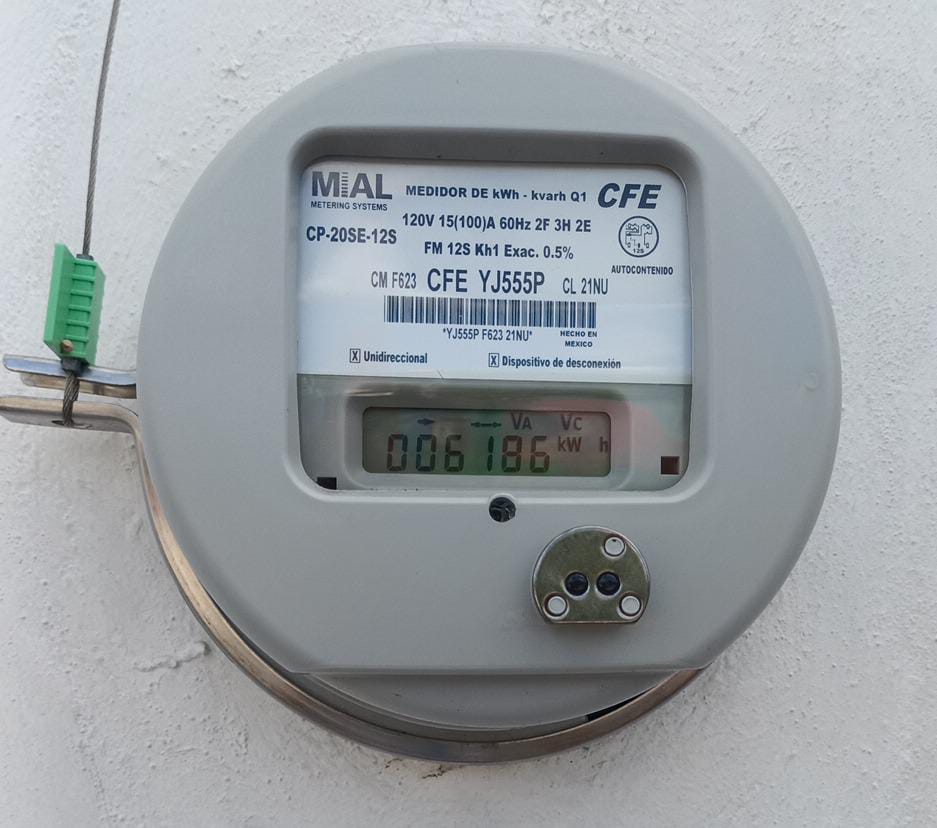 MIAL
METERING SYSTEMS
MEDIDOR DE kWh - kvarh Q1
CFE
120V 15(100)A 60Hz 2F 3H 2E
CP-20SE-12S
FM 12S Kh1 Exac. 0.5%
12S
AUTOCONTENIDO
CM F623 CFE YJ555P CL 21NU
*YJ555P F623 21NU*
HECHO EN
MEXICO
X Unidireccional
X Dispositivo de desconexión
VA VC
006186 kW h